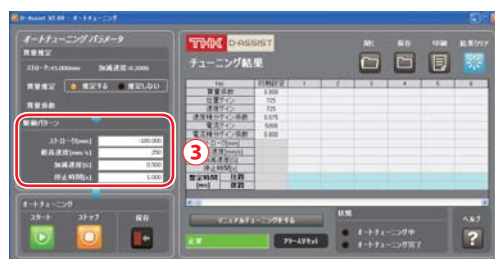 D-Assist V1.00 - オートチューニング
オートチューニング パラメータ
質量推定
ストローク:45.000mm 加減速度:0.200G
質量推定 推定する 推定しない
質量係数
駆動パターン
ストローク[mm] -100.000
最高速度[mm/s] 250
加減速度[G] 0.500
停止時間[s] 1.000
3
オートチューニング
スタート ストップ 保存
THK D-ASSIST
チューニング結果
開く 保存 印刷 結果クリア
No 初期設定 1 2 3 4 5 6
質量係数
位置ゲイン 725
速度ゲイン 725
速度積分ゲイン係数
電流ゲイン 5000
電流積分ゲイン係数
ストローク[mm]
停止時間[s]
整定時間 [ms] 往路
復路
マニュアルチューニングをする
正常
アラームリセット
状態
オートチューニング中
オートチューニング完了
ヘルプ